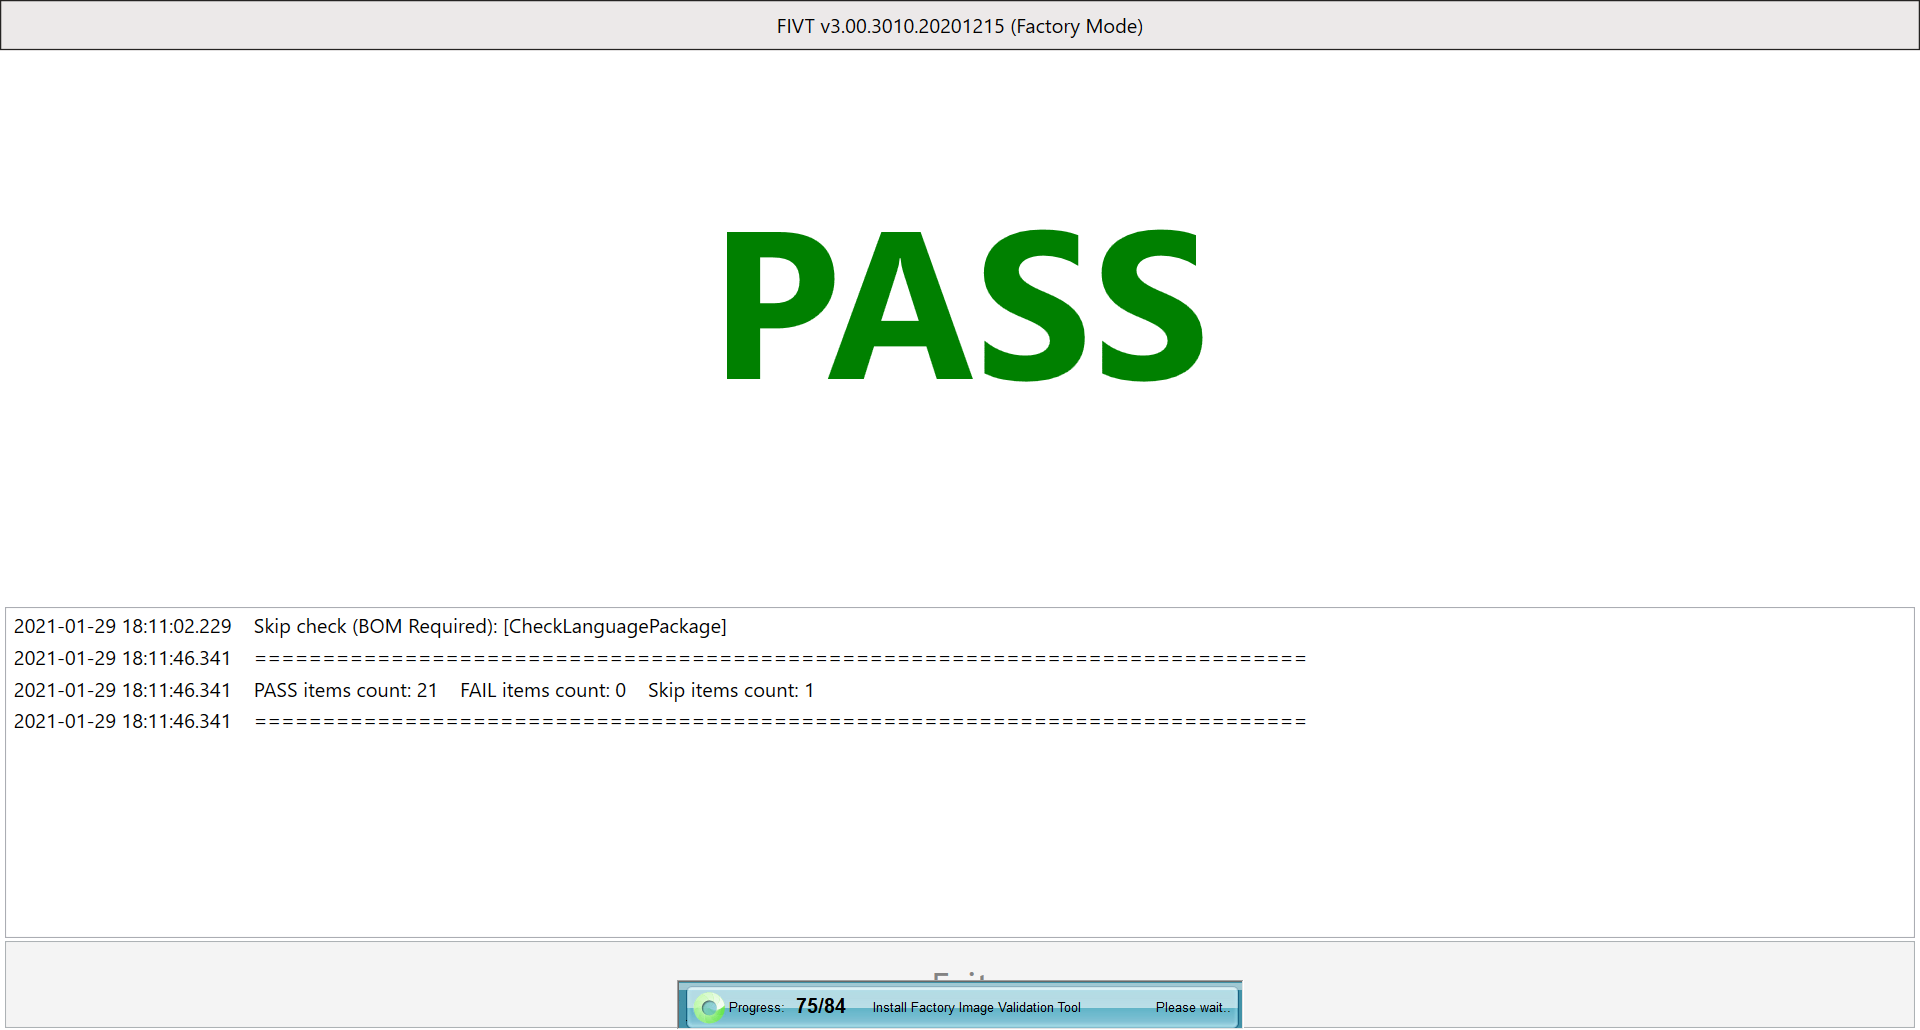 FIVT v3.00.3010.20201215 (Factory Mode)
PASS
2021-01-29 18:11:02.229 Skip check (BOM Required): [CheckLanguagePackage]
2021-01-29 18:11:46.341 =============================================================================
2021-01-29 18:11:46.341 PASS items count: 21 FAIL items count: 0 Skip items count: 1
2021-01-29 18:11:46.341 =============================================================================
Progress: 75/84 Install Factory Image Validation Tool Please wait..